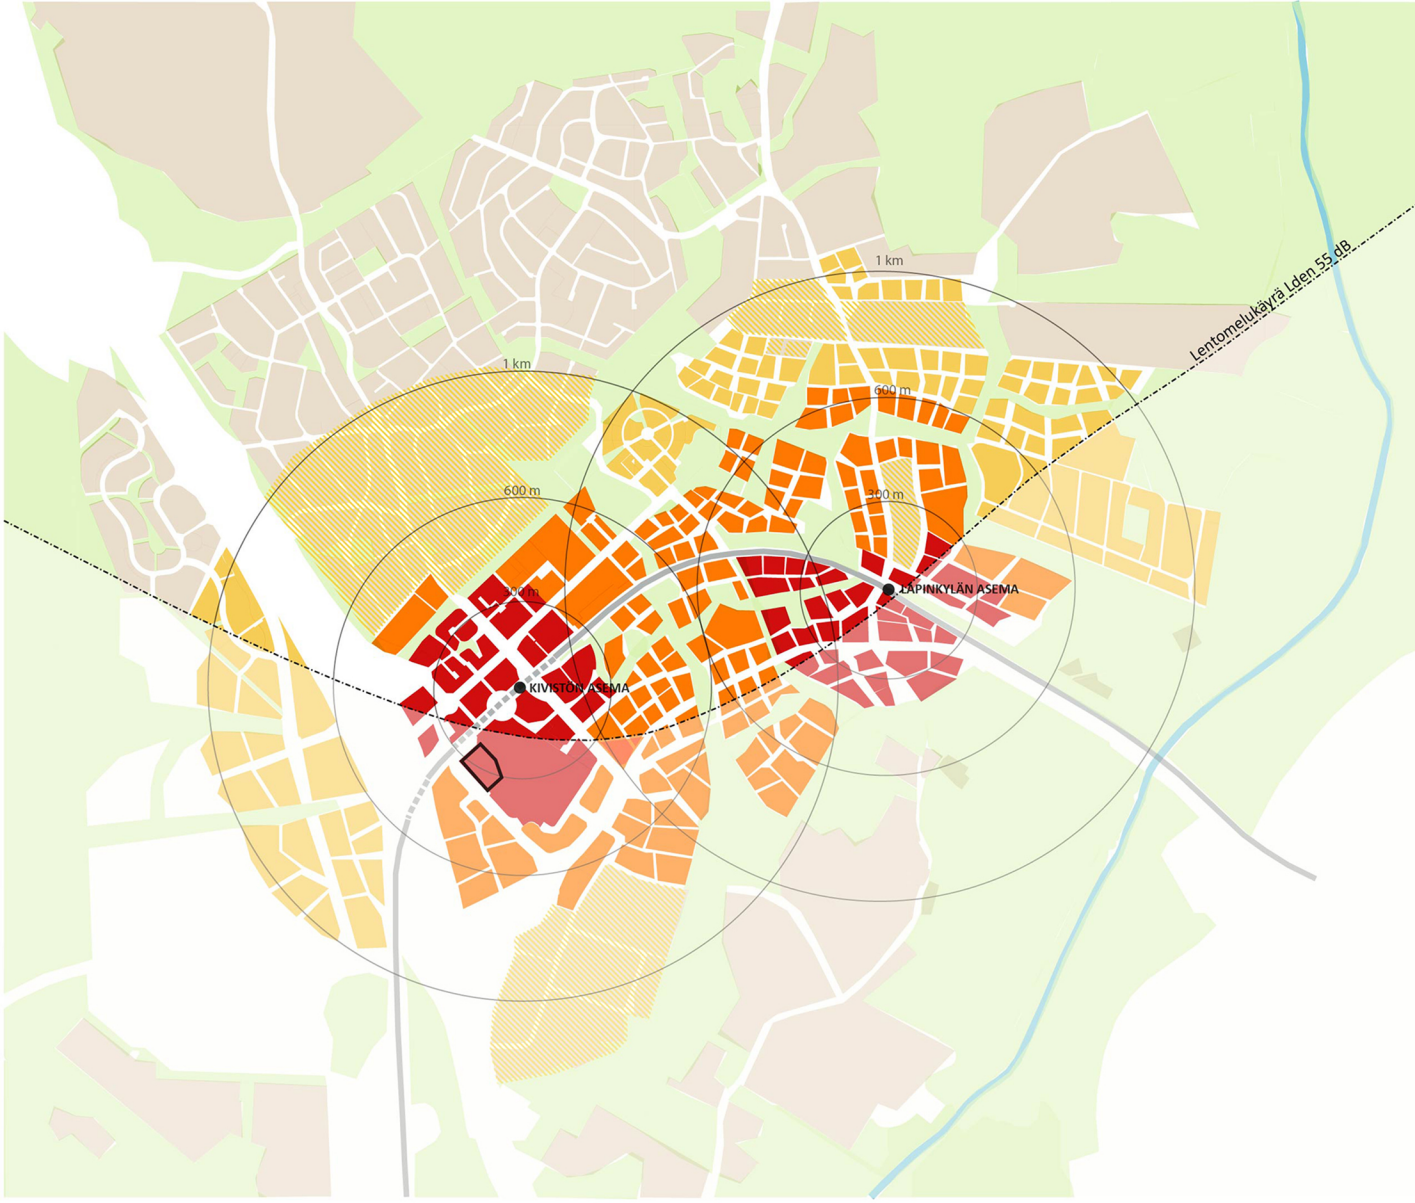 1 km
Lentomelukäyrä Lden 55 dB
1 km
600 m
600 m
300 m
300 m
LAPINKYLÄN ASEMA
KIVISTÖN ASEMA